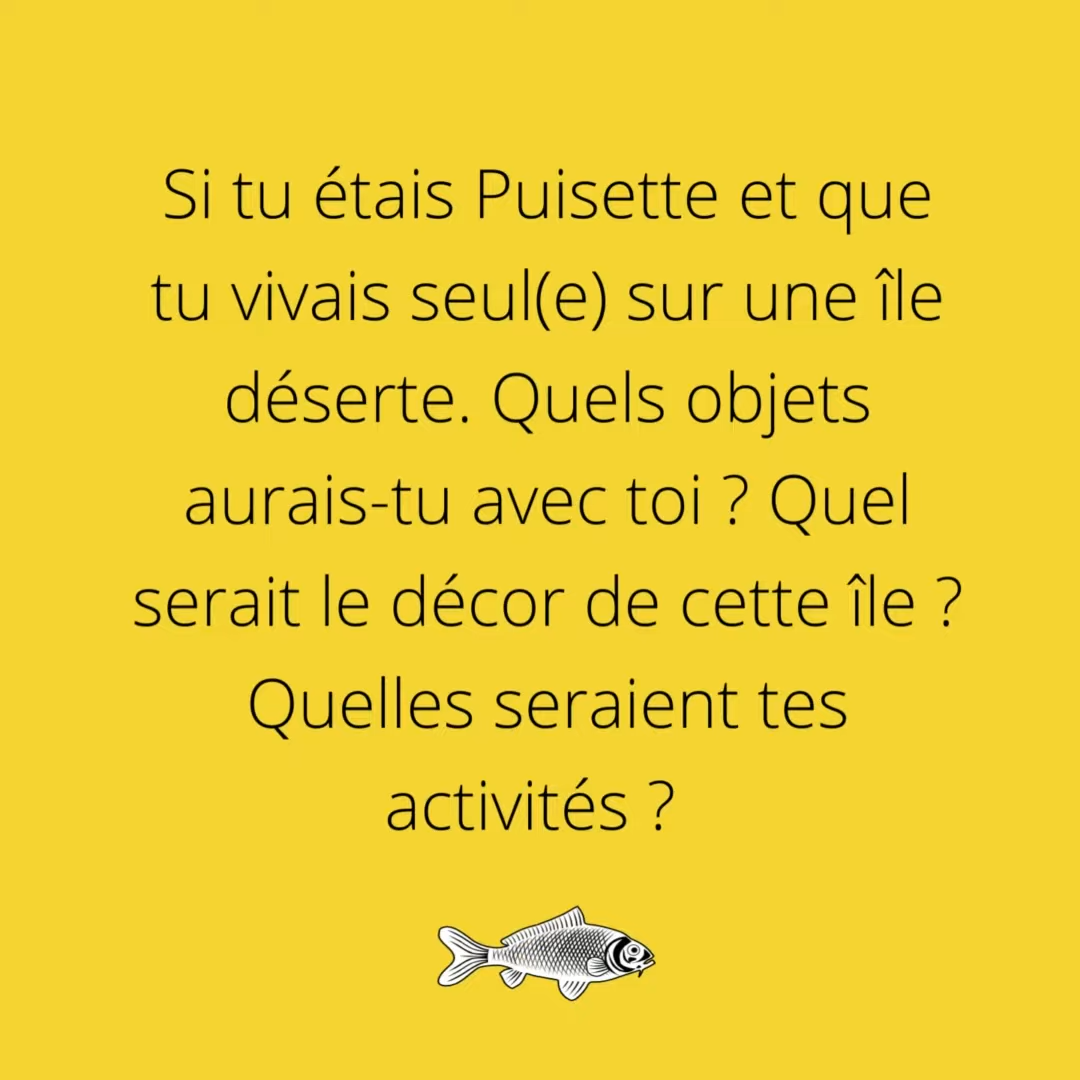 Si tu étais Puisette et que
tu vivais seul(e) sur une île
déserte. Quels objets
aurais-tu avec toi ? Quel
serait le décor de cette île ?
Quelles seraient tes
activités ?